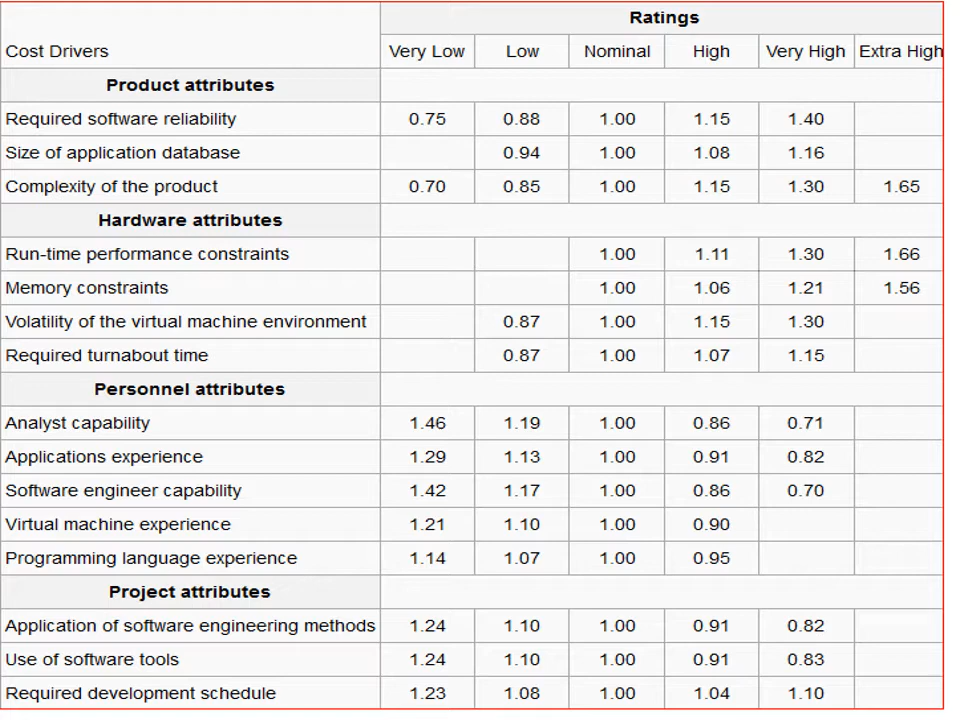 Ratings
Cost Drivers Very Low Low Nominal High Very High Extra High
Product attributes
Required software reliability 0.75 0.88 1.00 1.15 1.40
Size of application database 0.94 1.00 1.08 1.16
Complexity of the product 0.70 0.85 1.00 1.15 1.30 1.65
Hardware attributes
Run-time performance constraints 1.00 1.11 1.30 1.66
Memory constraints 1.00 1.06 1.21 1.56
Volatility of the virtual machine environment 0.87 1.00 1.15 1.30
Required turnabout time 0.87 1.00 1.07 1.15
Personnel attributes
Analyst capability 1.46 1.19 1.00 0.86 0.71
Applications experience 1.29 1.13 1.00 0.91 0.82
Software engineer capability 1.42 1.17 1.00 0.86 0.70
Virtual machine experience 1.21 1.10 1.00 0.90
Programming language experience 1.14 1.07 1.00 0.95
Project attributes
Application of software engineering methods 1.24 1.10 1.00 0.91 0.82
Use of software tools 1.24 1.10 1.00 0.91 0.83
Required development schedule 1.23 1.08 1.00 1.04 1.10